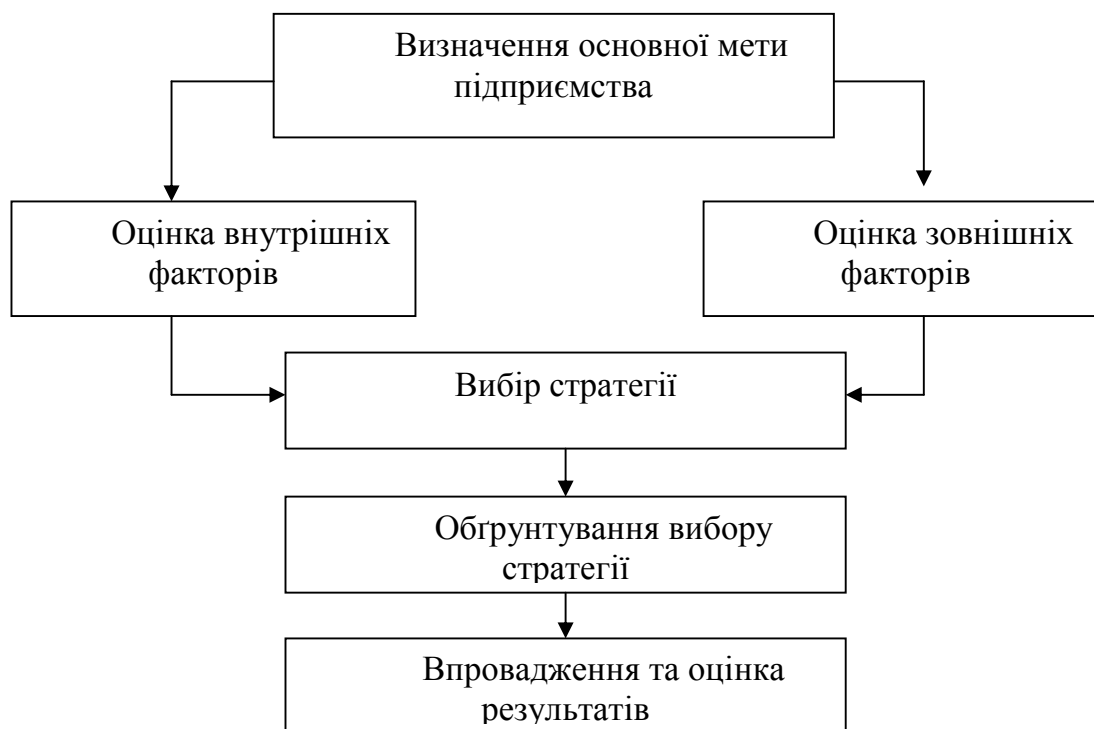 Визначення основної мети
підприємства
Оцінка внутрішніх
факторів
Оцінка зовнішніх
факторів
Вибір стратегії
Обґрунтування вибору
стратегії
Впровадження та оцінка
результатів